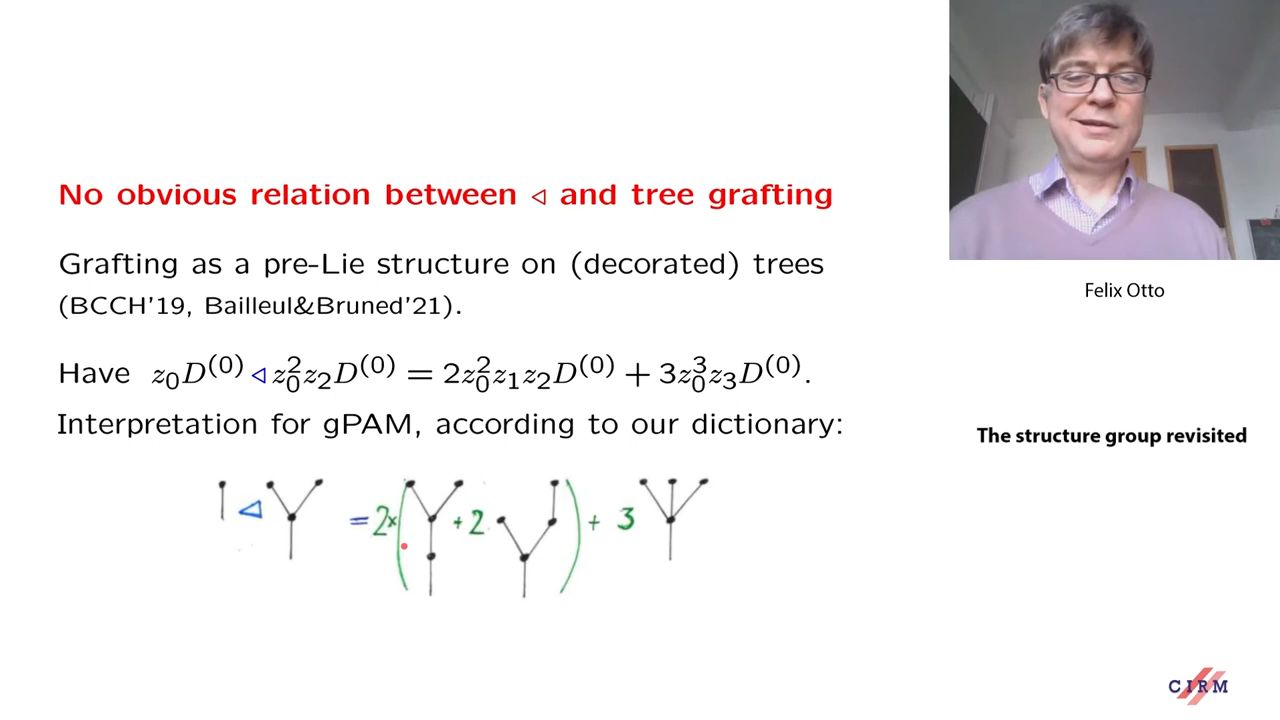 No obvious relation between ◁ and tree grafting
Grafting as a pre-Lie structure on (decorated) trees
(BCCH'19, Bailleul&Bruned'21).
Have z₀D⁽⁰⁾ ◁ z₀²z₂D⁽⁰⁾ = 2z₀²z₁z₂D⁽⁰⁾ + 3z₀³z₃D⁽⁰⁾.
Interpretation for gPAM, according to our dictionary:
◁ = 2× ( + 2 ) + 3
Felix Otto
The structure group revisited
CIRM